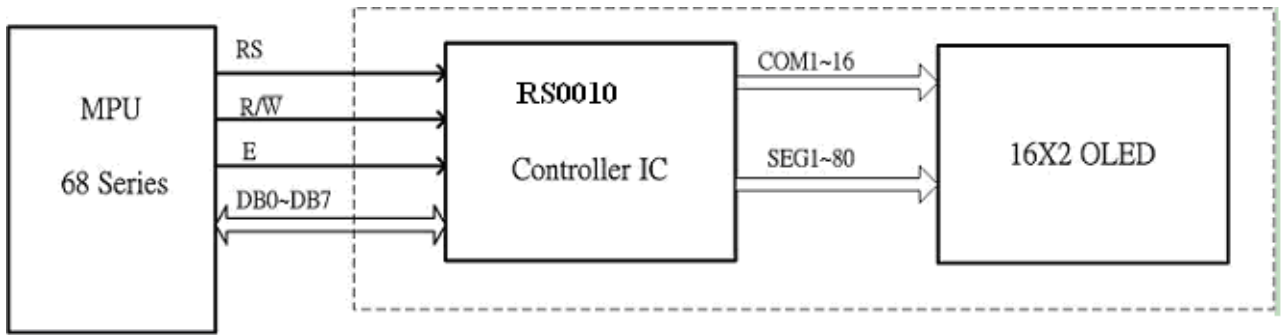 MPU
68 Series
RS
R/W̅
E
DB0~DB7
RS0010
Controller IC
COM1~16
SEG1~80
16X2 OLED